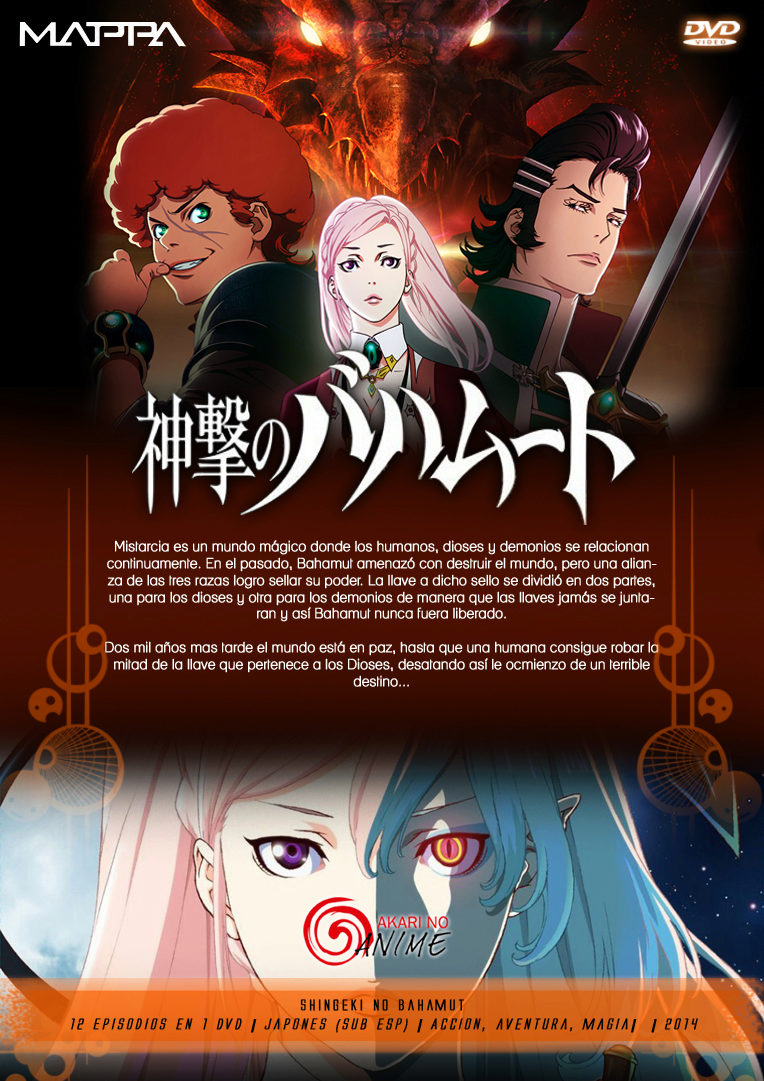 MAPPA
DVD
VIDEO
神撃のバハムート
Mistarcia es un mundo mágico donde los humanos, dioses y demonios se relacionan
continuamente. En el pasado, Bahamut amenazó con destruir el mundo, pero una alian-
za de las tres razas logro sellar su poder. La llave a dicho sello se dividió en dos partes,
una para los dioses y otra para los demonios de manera que las llaves jamás se junta-
ran y así Bahamut nunca fuera liberado.
Dos mil años mas tarde el mundo está en paz, hasta que una humana consigue robar la
mitad de la llave que pertenece a los Dioses, desatando así le ocmienzo de un terrible
destino...
AKARI NO
ANIME
SHINGEKI NO BAHAMUT
12 EPISODIOS EN 1 DVD | JAPONES (SUB ESP) | ACCION, AVENTURA, MAGIA| | 2014